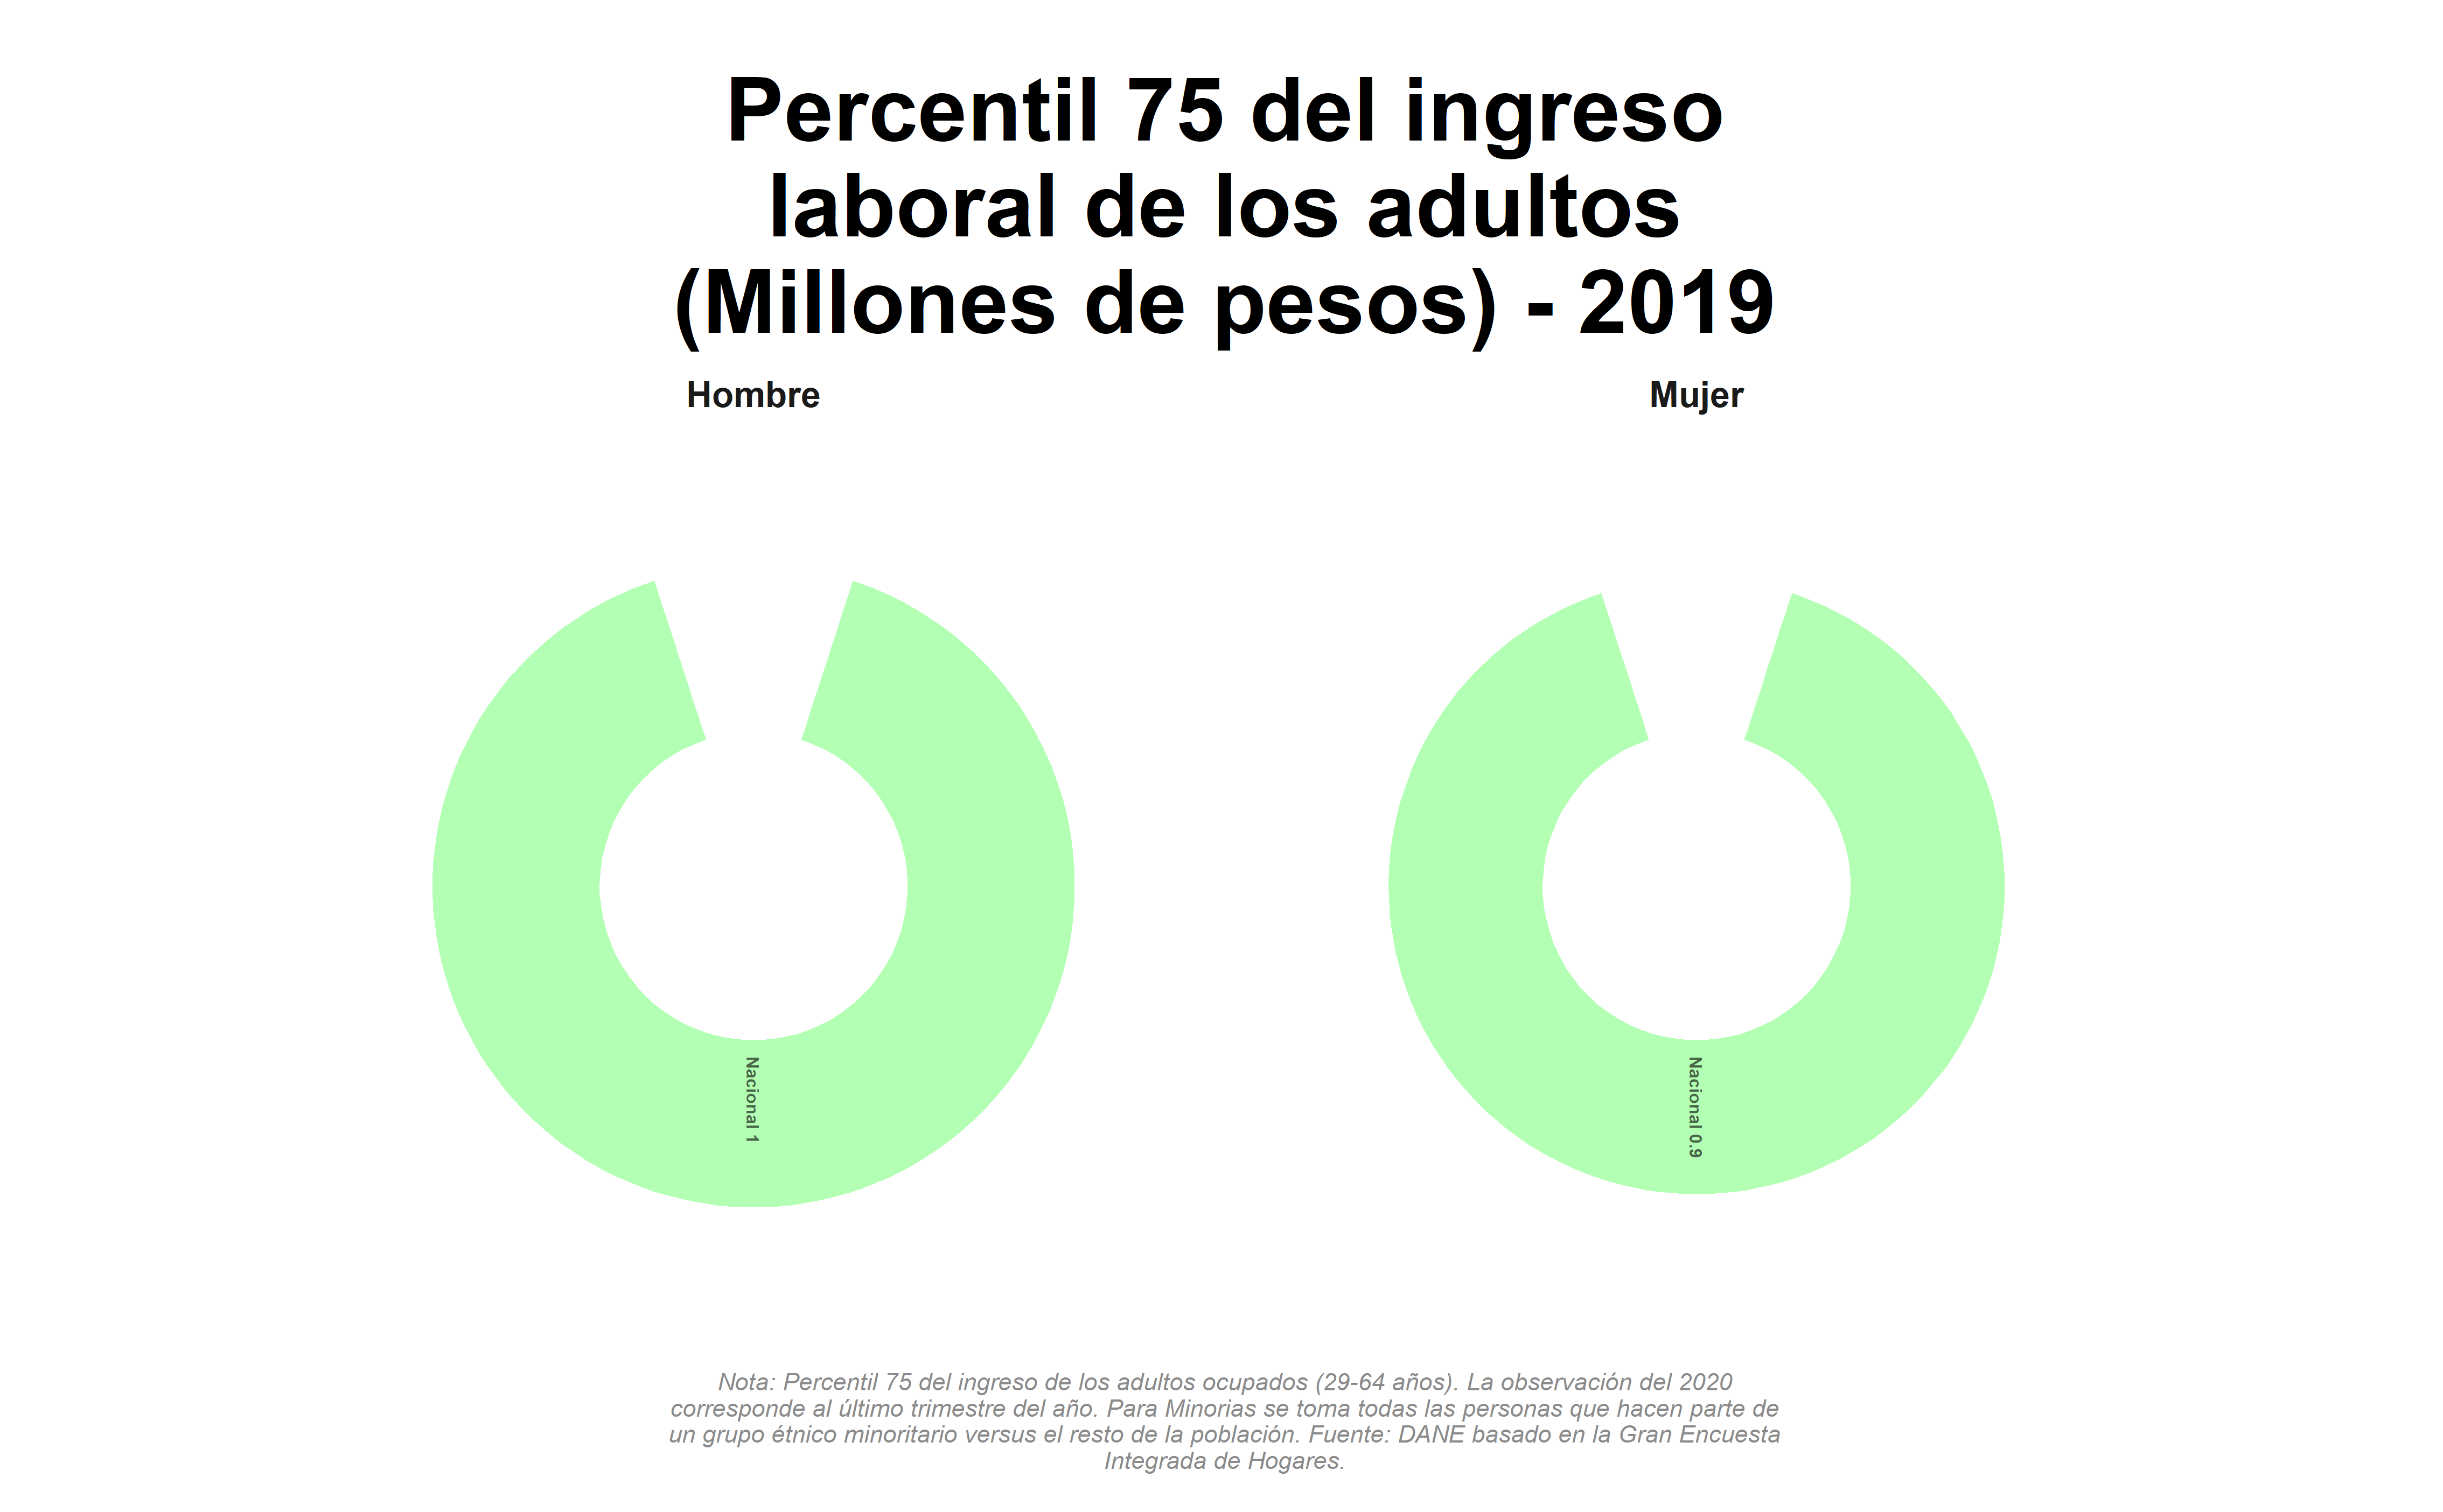 Percentil 75 del ingreso
laboral de los adultos
(Millones de pesos) - 2019
Hombre
Mujer
Nacional 1
Nacional 0.9
Nota: Percentil 75 del ingreso de los adultos ocupados (29-64 años). La observación del 2020
corresponde al último trimestre del año. Para Minorias se toma todas las personas que hacen parte de
un grupo étnico minoritario versus el resto de la población. Fuente: DANE basado en la Gran Encuesta
Integrada de Hogares.